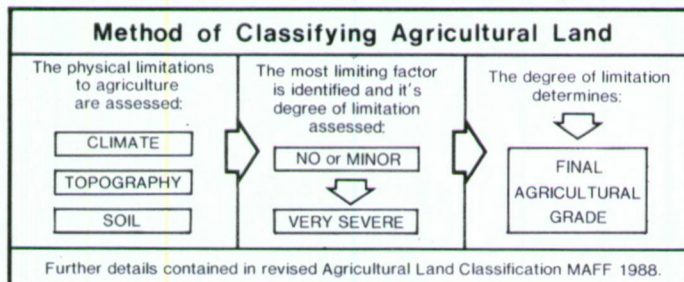 Method of Classifying Agricultural Land
The physical limitations
to agriculture
are assessed:
CLIMATE
TOPOGRAPHY
SOIL
The most limiting factor
is identified and it's
degree of limitation
assessed:
NO or MINOR
VERY SEVERE
The degree of limitation
determines:
FINAL
AGRICULTURAL
GRADE
Further details contained in revised Agricultural Land Classification MAFF 1988.